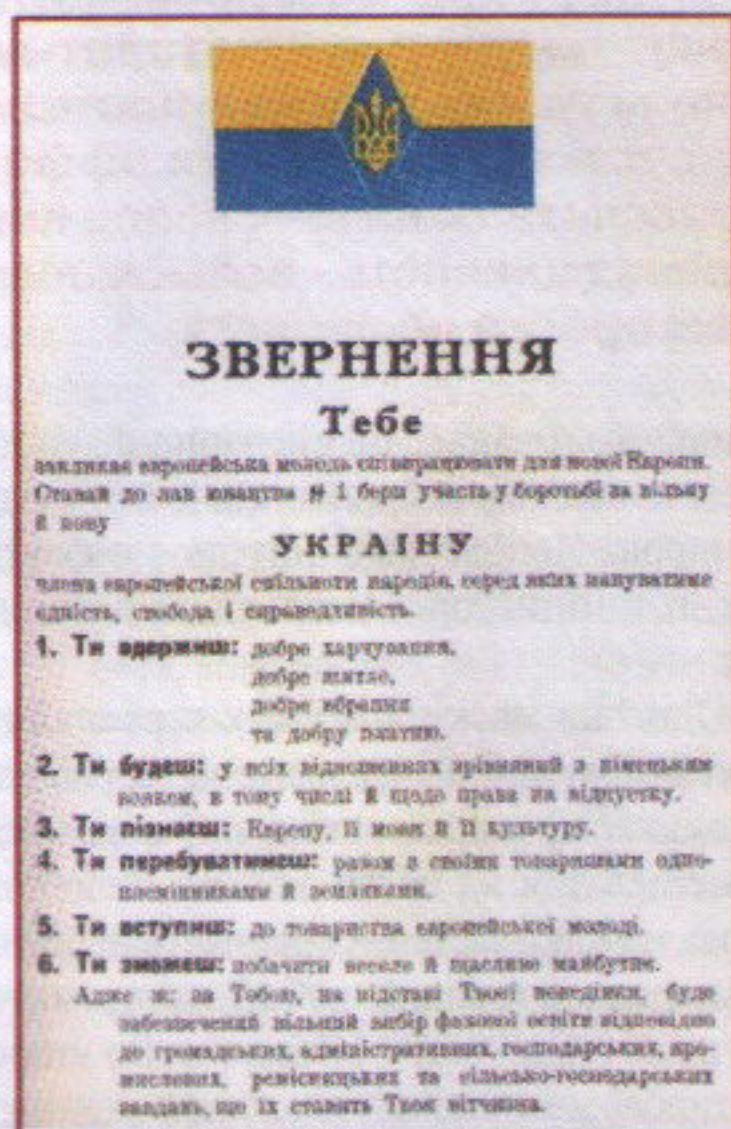 ЗВЕРНЕННЯ
Тебе
закликає европейська молодь співпрацювати для нової Европи.
Ставай до лав юнацтва ᛋᛋ і бери участь у боротьбі за вільну
й нову
УКРАЇНУ
члена европейської спільноти народів, серед яких пануватиме
єдність, свобода і справедливість.
1. Ти одержиш: добре харчування,
добре житло,
добре вбрання
та добру платню.
2. Ти будеш: у всіх відношеннях зрівняний з німецьким
вояком, в тому числі й щодо права на відпустку.
3. Ти пізнаєш: Европу, її мови й її культуру.
4. Ти перебуватимеш: разом з своїми товаришами одно-
племінниками й земляками.
5. Ти вступиш: до товариства европейської молоді.
6. Ти зможеш: побачити веселе й щасливе майбутнє.
Адже ж: за Тобою, на підставі Твоєї поведінки, буде
забезпечений вільний вибір фахової освіти відповідно
до громадських, адміністративних, господарських, про-
мислових, ремісницьких та сільсько-господарських
завдань, що їх ставить Твоя вітчизна.